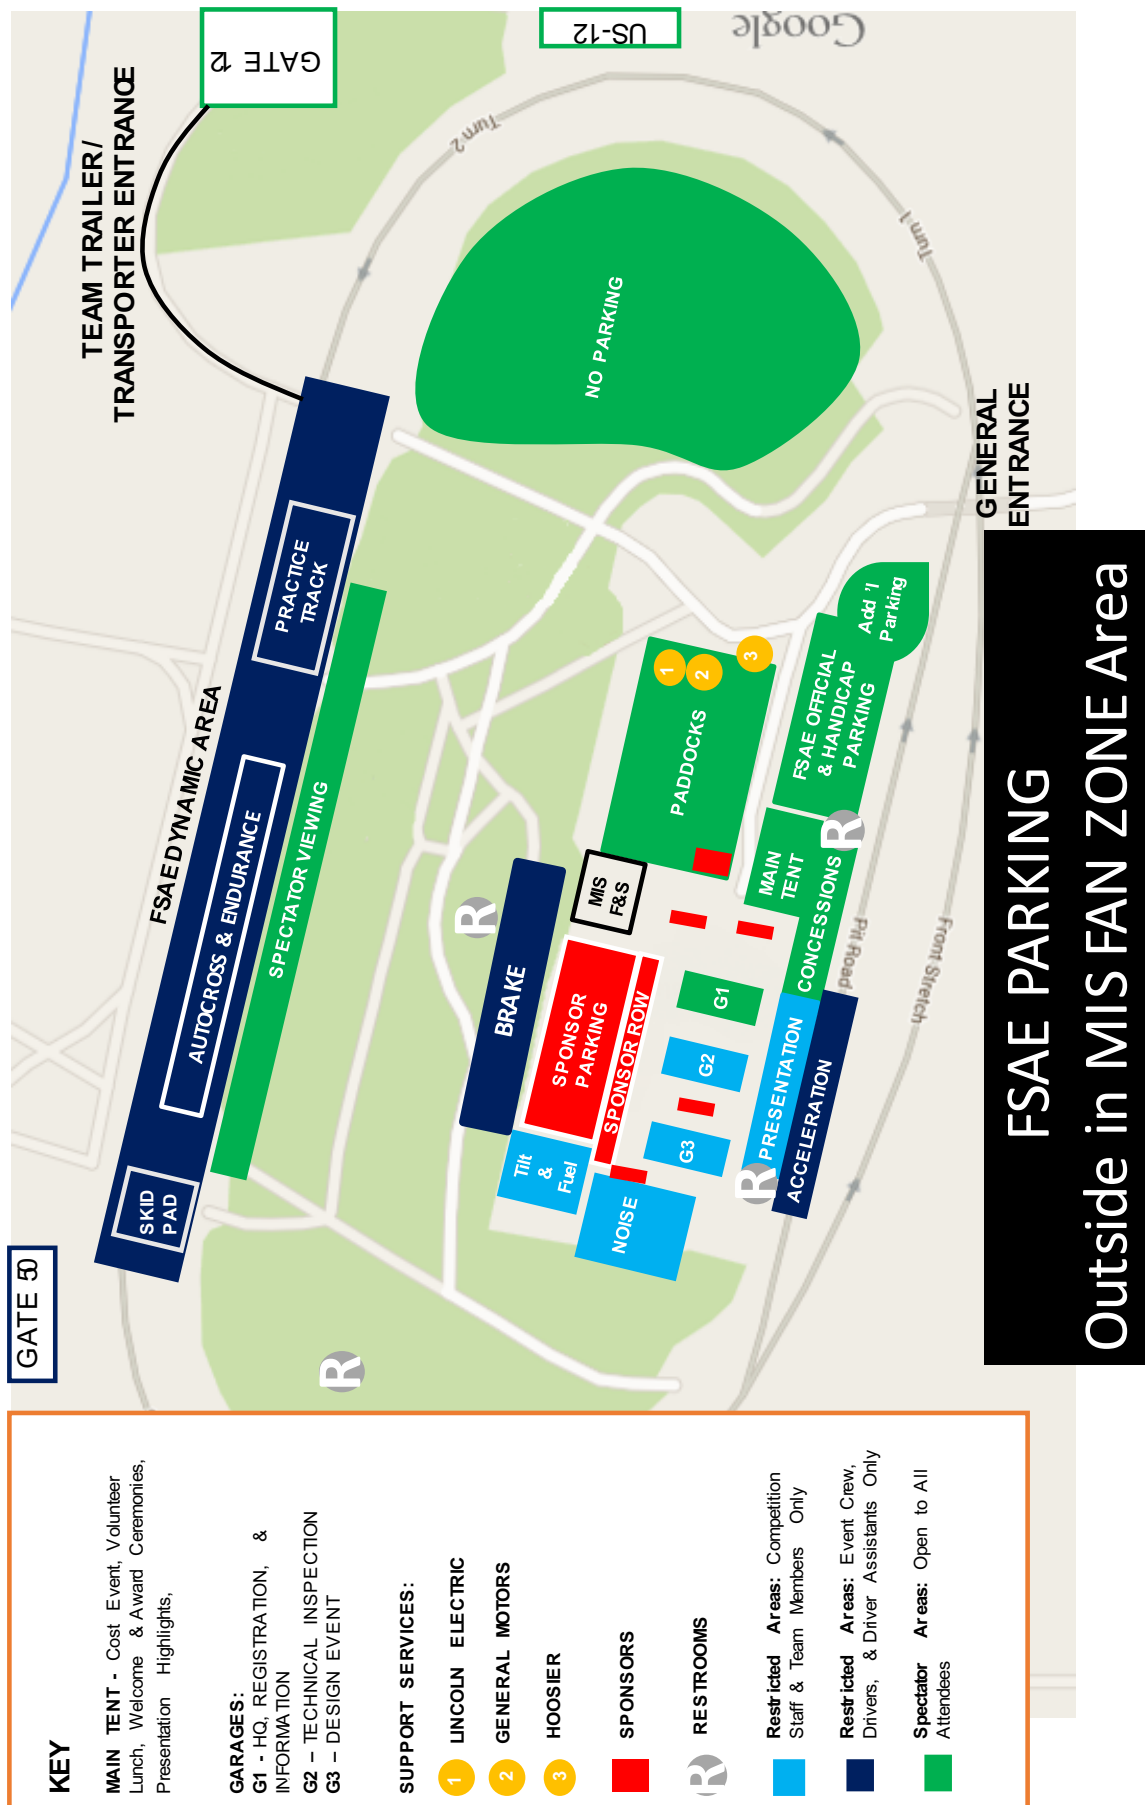 KEY
MAIN TENT - Cost Event, Volunteer
Lunch, Welcome & Award Ceremonies,
Presentation Highlights,
GARAGES:
G1 - HQ, REGISTRATION, &
INFORMATION
G2 – TECHNICAL INSPECTION
G3 – DESIGN EVENT
SUPPORT SERVICES:
1 LINCOLN ELECTRIC
2 GENERAL MOTORS
3 HOOSIER
SPONSORS
R RESTROOMS
Restricted Areas: Competition
Staff & Team Members Only
Restricted Areas: Event Crew,
Drivers, & Driver Assistants Only
Spectator Areas: Open to All
Attendees
GATE 50
TEAM TRAILER/
TRANSPORTER ENTRANCE
GATE 12
US-12
Google
FSAE DYNAMIC AREA
SKID
PAD
AUTOCROSS & ENDURANCE
PRACTICE
TRACK
SPECTATOR VIEWING
Turn 2
Turn 1
NO PARKING
R
R
BRAKE
MIS
F&S
PADDOCKS
1
2
3
Tilt
&
Fuel
SPONSOR
PARKING
SPONSOR ROW
NOISE
G3
G2
G1
MAIN
TENT
FSAE OFFICIAL
& HANDICAP
PARKING
Add 'l
Parking
R
PRESENTATION
CONCESSIONS
R
ACCELERATION
Pit Road
Front Stretch
GENERAL
ENTRANCE
FSAE PARKING
Outside in MIS FAN ZONE Area